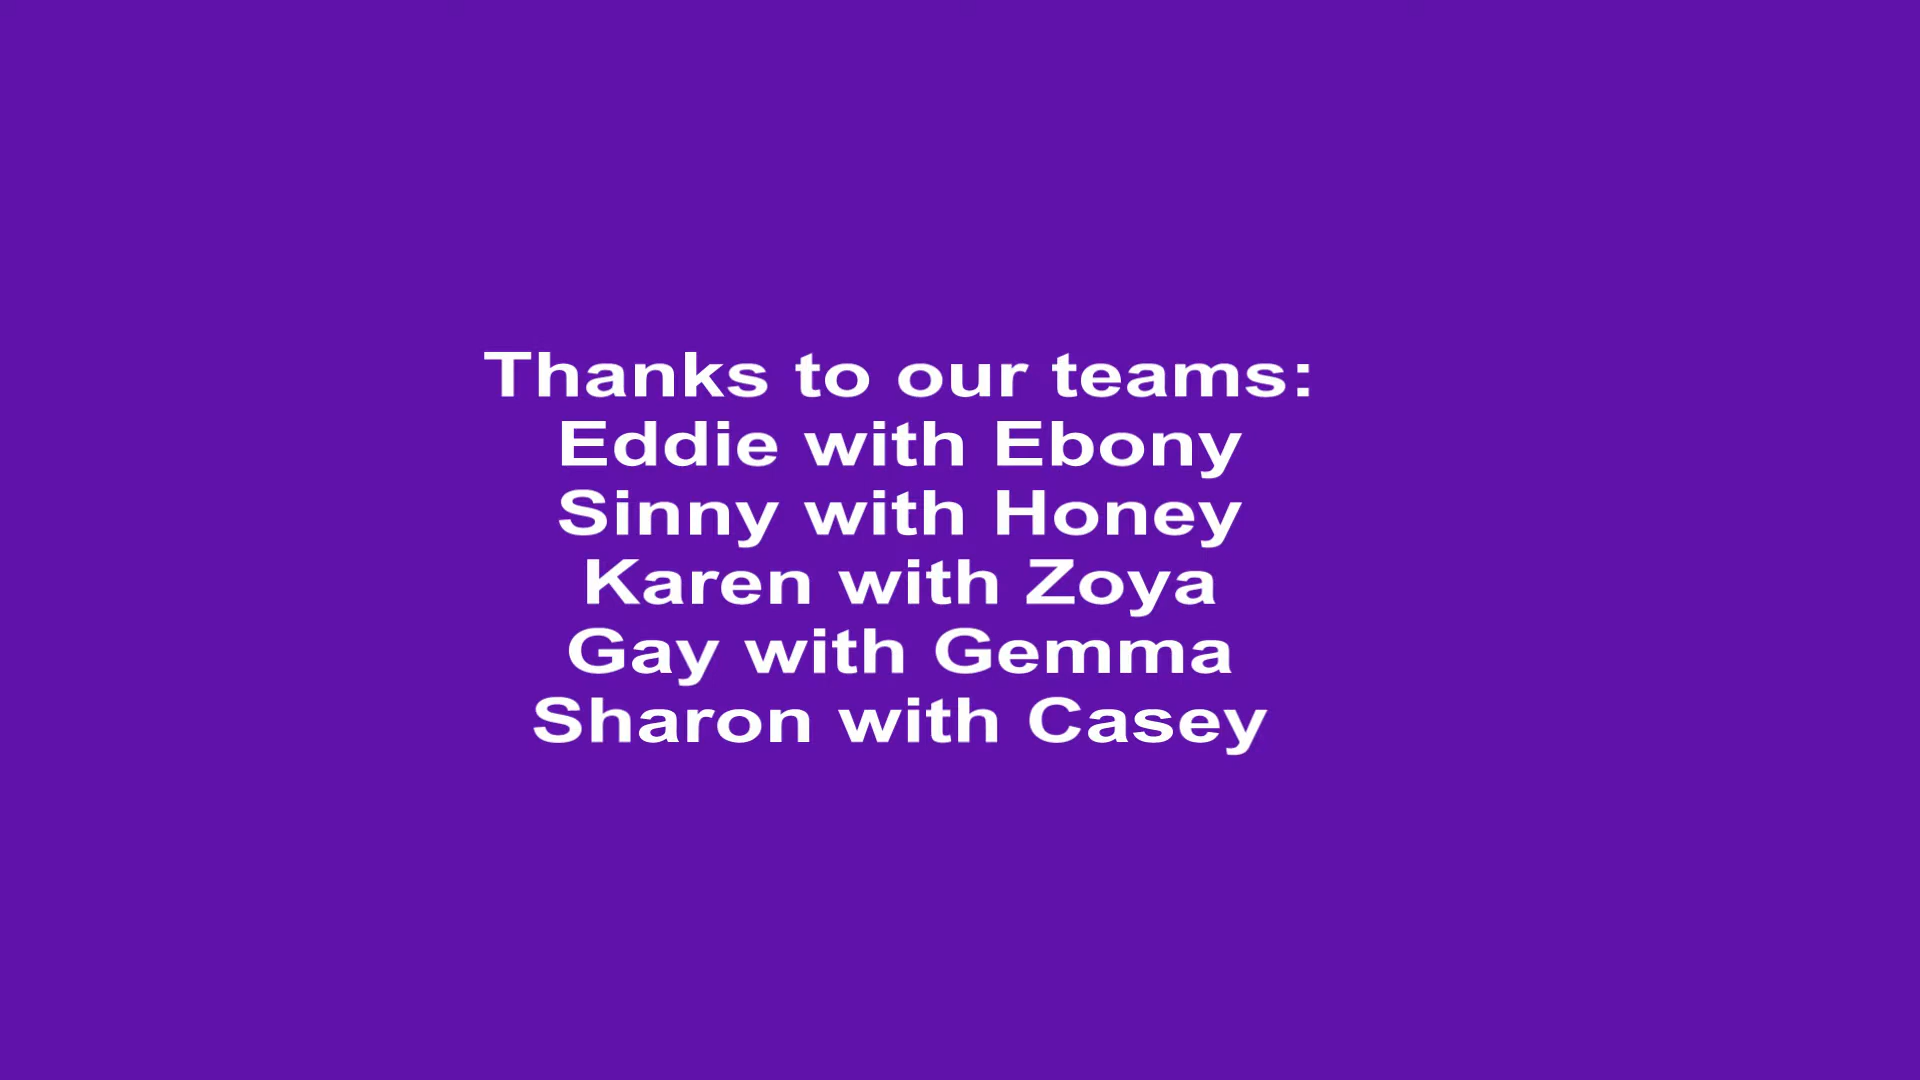 Thanks to our teams:
Eddie with Ebony
Sinny with Honey
Karen with Zoya
Gay with Gemma
Sharon with Casey